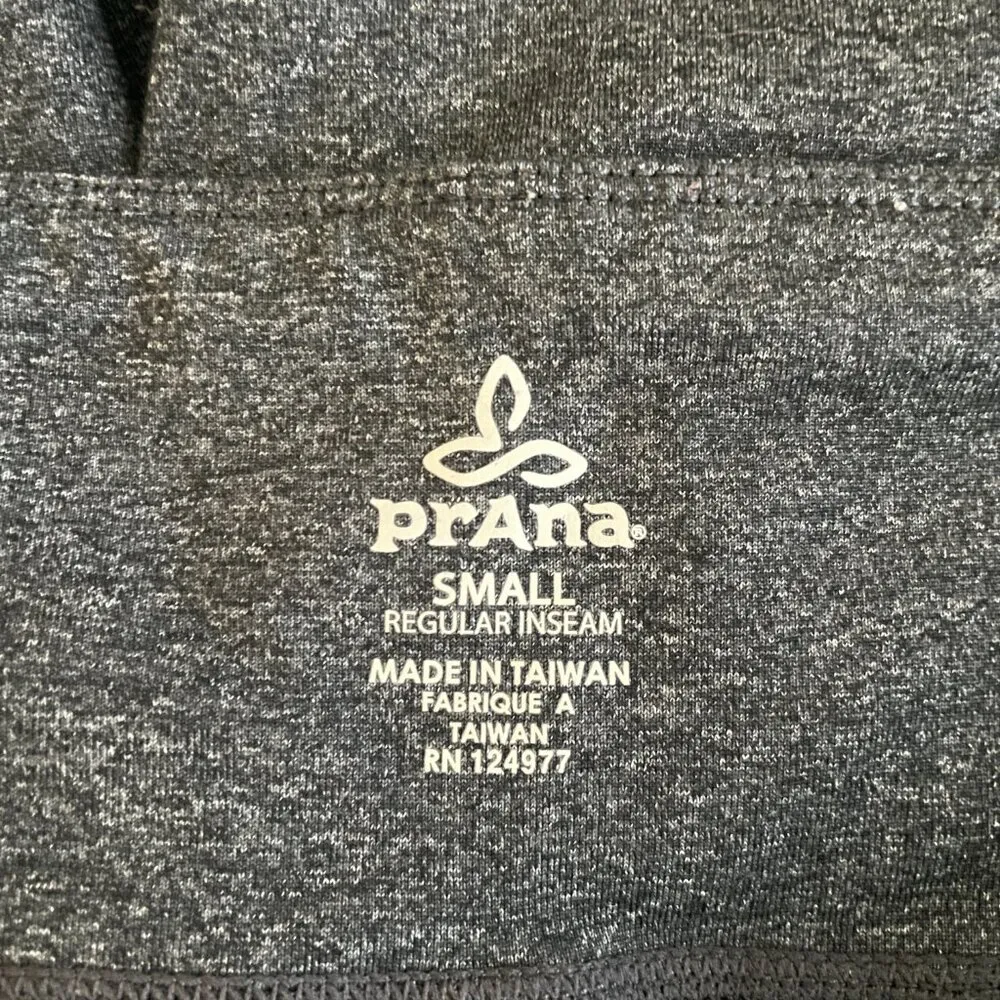 prAna®
SMALL
REGULAR INSEAM
MADE IN TAIWAN
FABRIQUE A
TAIWAN
RN 124977